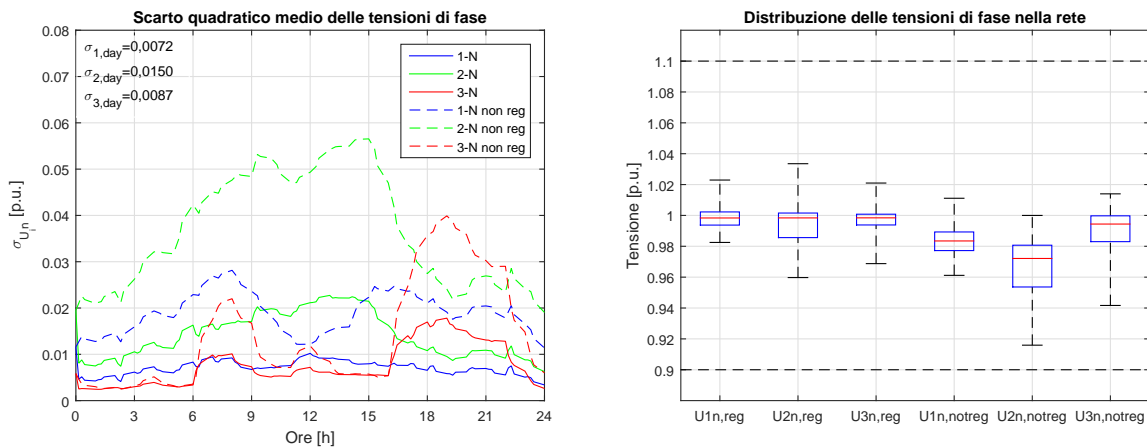 Scarto quadratico medio delle tensioni di fase
σ1,day=0,0072
σ2,day=0,0150
σ3,day=0,0087
1-N
2-N
3-N
1-N non reg
2-N non reg
3-N non reg
0.08
0.07
0.06
0.05
0.04
0.03
0.02
0.01
0
σUni [p.u.]
0 3 6 9 12 15 18 21 24
Ore [h]
Distribuzione delle tensioni di fase nella rete
1.1
1.08
1.06
1.04
1.02
1
0.98
0.96
0.94
0.92
0.9
Tensione [p.u.]
U1n,reg U2n,reg U3n,reg U1n,notreg U2n,notreg U3n,notreg